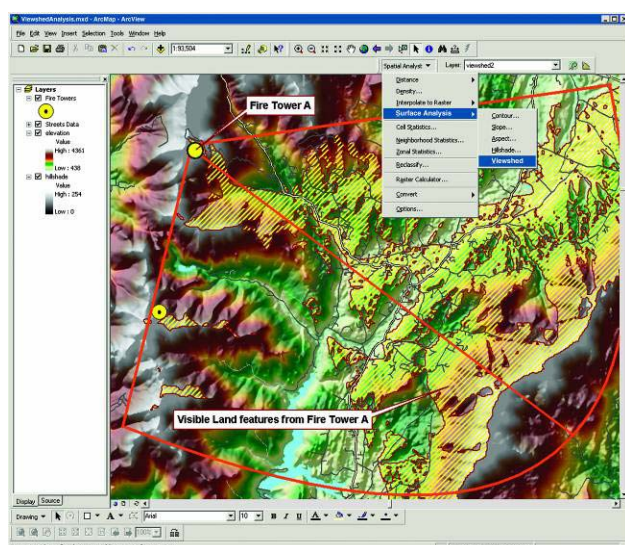 ViewshedAnalysis.mxd - ArcMap - ArcView
File Edit View Insert Selection Tools Window Help
1:93,504
Spatial Analyst
Layer: viewshed2
Layers
Fire Towers
Streets Data
elevation
Value
High : 4361
Low : 438
hillshade
Value
High : 254
Low : 0
Fire Tower A
Distance
Density...
Interpolate to Raster
Surface Analysis
Cell Statistics...
Neighborhood Statistics...
Zonal Statistics...
Reclassify...
Raster Calculator...
Convert
Options...
Contour...
Slope...
Aspect...
Hillshade...
Viewshed
Visible Land features from Fire Tower A
Display Source
Drawing
A
Arial
10
B I U A
100%